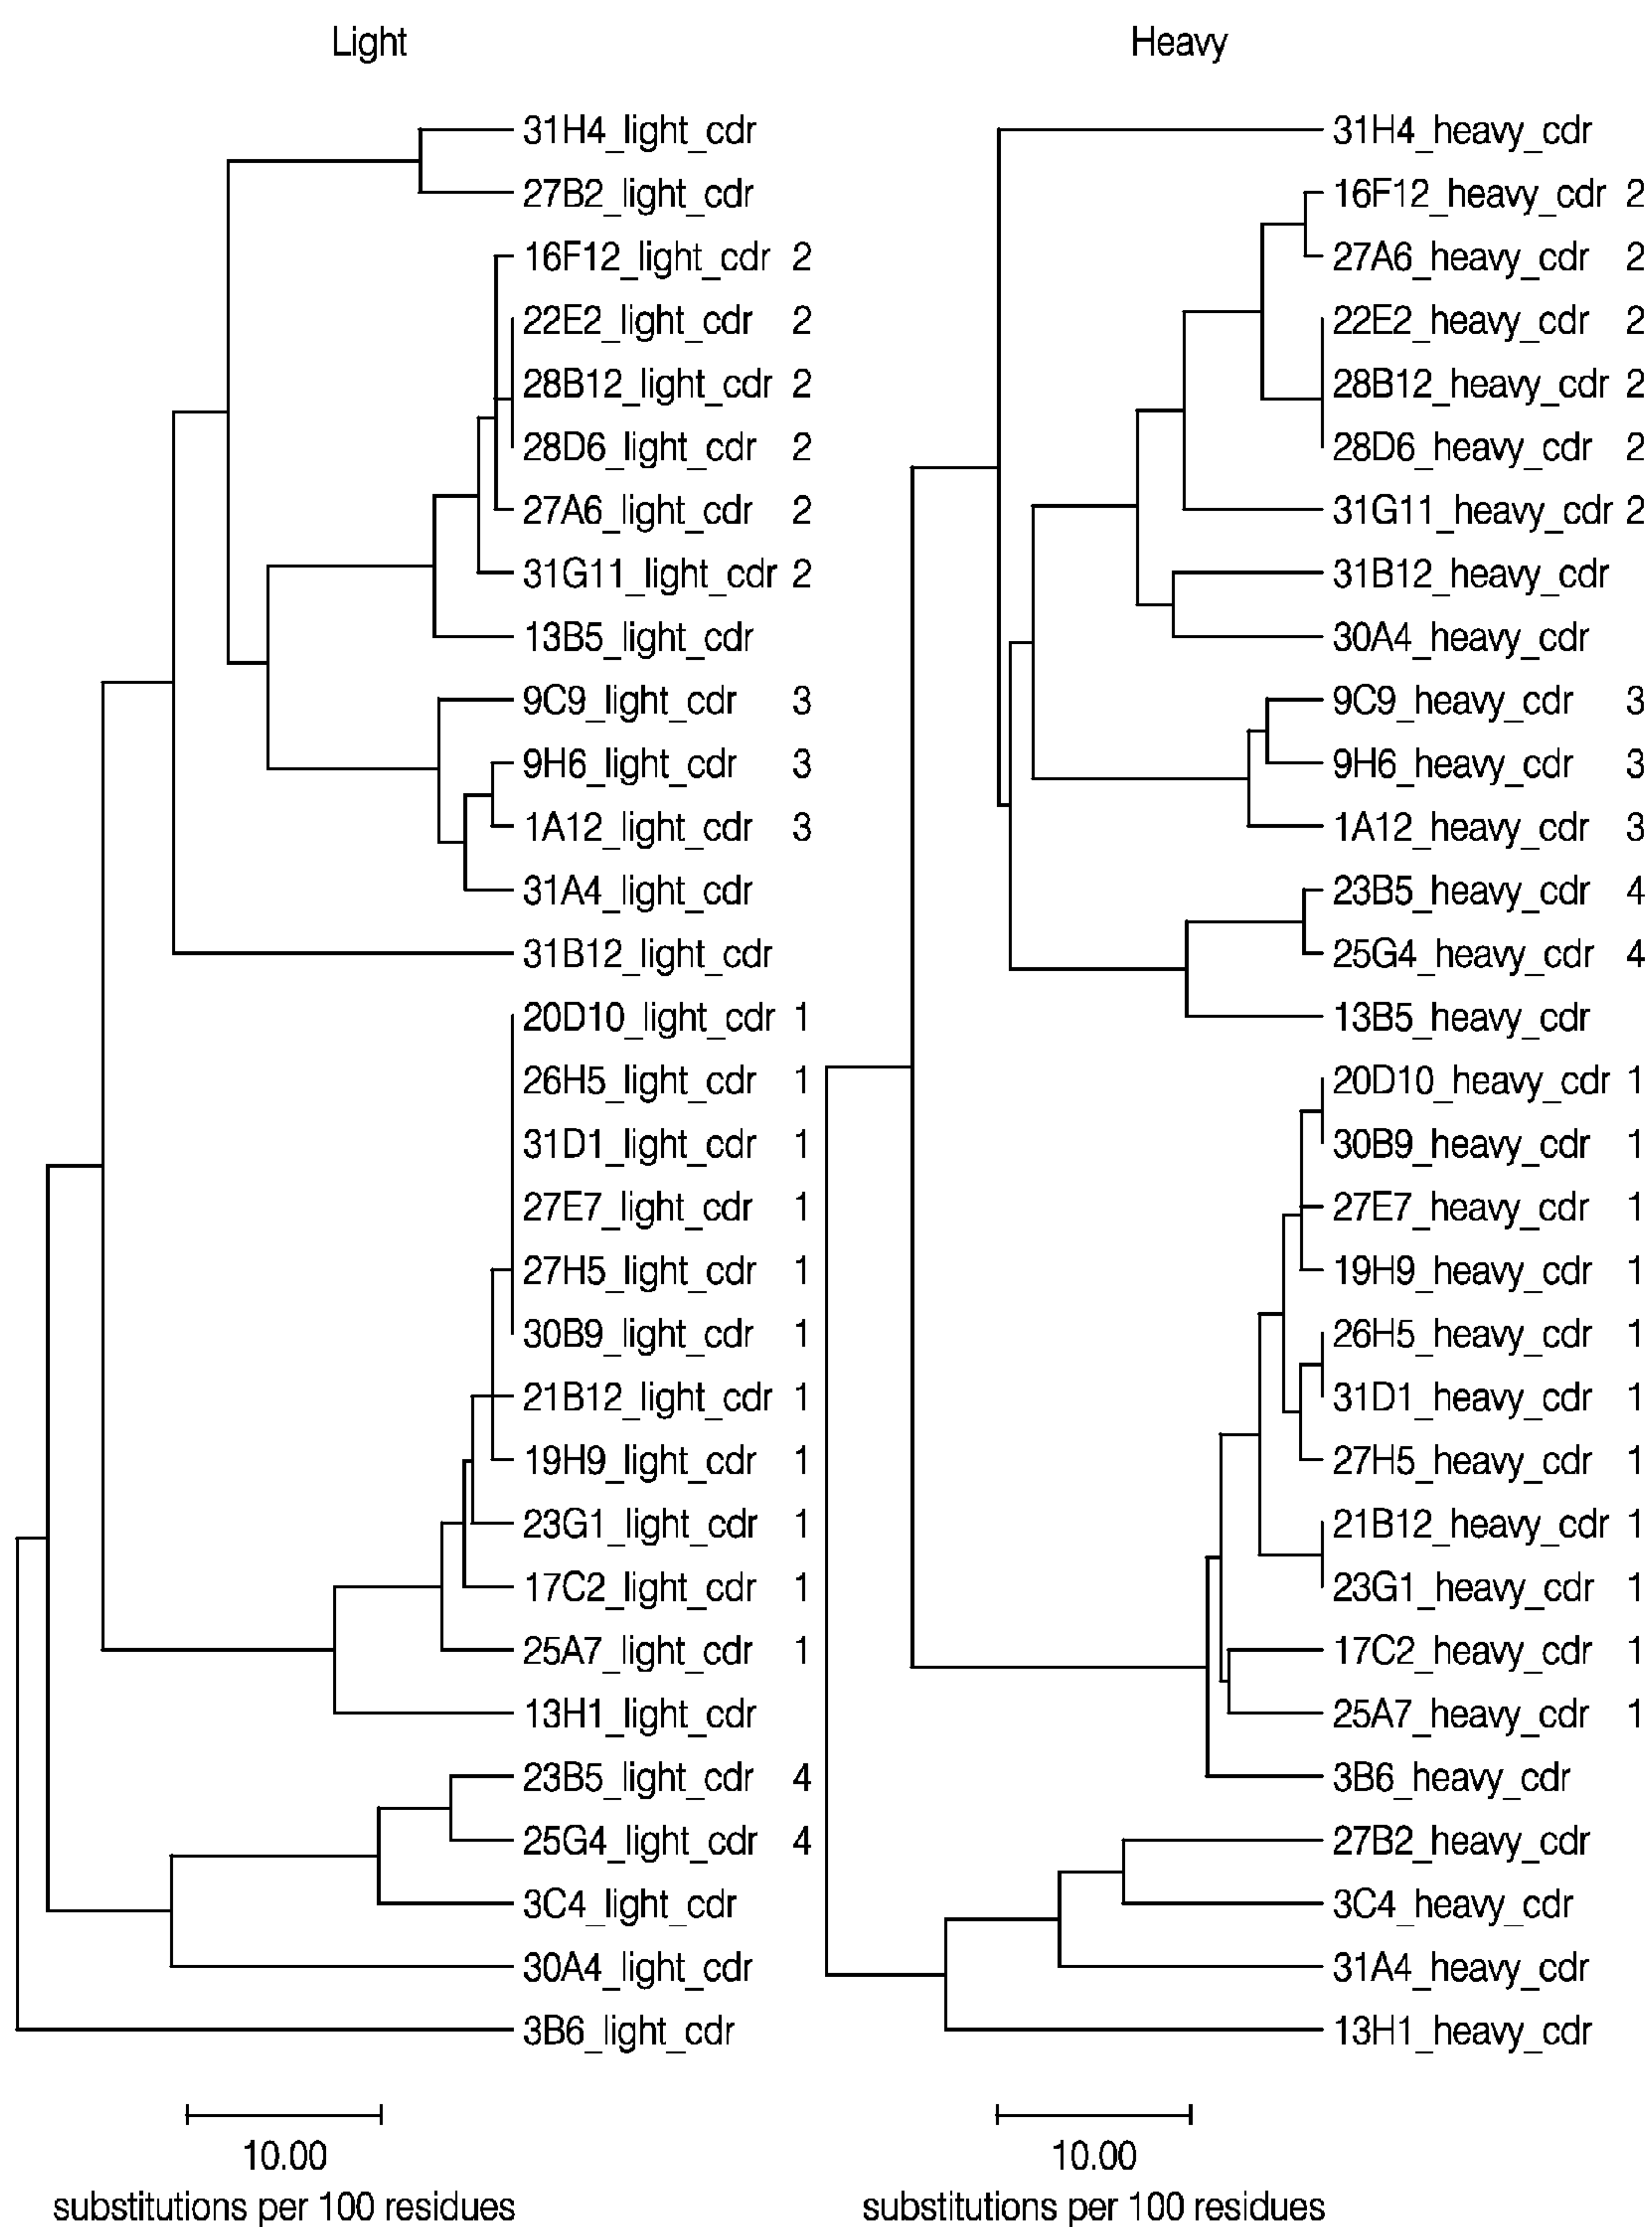 Light
31H4_light_cdr
27B2_light_cdr
16F12_light_cdr 2
22E2_light_cdr 2
28B12_light_cdr 2
28D6_light_cdr 2
27A6_light_cdr 2
31G11_light_cdr 2
13B5_light_cdr
9C9_light_cdr 3
9H6_light_cdr 3
1A12_light_cdr 3
31A4_light_cdr
31B12_light_cdr
20D10_light_cdr 1
26H5_light_cdr 1
31D1_light_cdr 1
27E7_light_cdr 1
27H5_light_cdr 1
30B9_light_cdr 1
21B12_light_cdr 1
19H9_light_cdr 1
23G1_light_cdr 1
17C2_light_cdr 1
25A7_light_cdr 1
13H1_light_cdr
23B5_light_cdr 4
25G4_light_cdr 4
3C4_light_cdr
30A4_light_cdr
3B6_light_cdr
10.00
substitutions per 100 residues
Heavy
31H4_heavy_cdr
16F12_heavy_cdr 2
27A6_heavy_cdr 2
22E2_heavy_cdr 2
28B12_heavy_cdr 2
28D6_heavy_cdr 2
31G11_heavy_cdr 2
31B12_heavy_cdr
30A4_heavy_cdr
9C9_heavy_cdr 3
9H6_heavy_cdr 3
1A12_heavy_cdr 3
23B5_heavy_cdr 4
25G4_heavy_cdr 4
13B5_heavy_cdr
20D10_heavy_cdr 1
30B9_heavy_cdr 1
27E7_heavy_cdr 1
19H9_heavy_cdr 1
26H5_heavy_cdr 1
31D1_heavy_cdr 1
27H5_heavy_cdr 1
21B12_heavy_cdr 1
23G1_heavy_cdr 1
17C2_heavy_cdr 1
25A7_heavy_cdr 1
3B6_heavy_cdr
27B2_heavy_cdr
3C4_heavy_cdr
31A4_heavy_cdr
13H1_heavy_cdr
10.00
substitutions per 100 residues